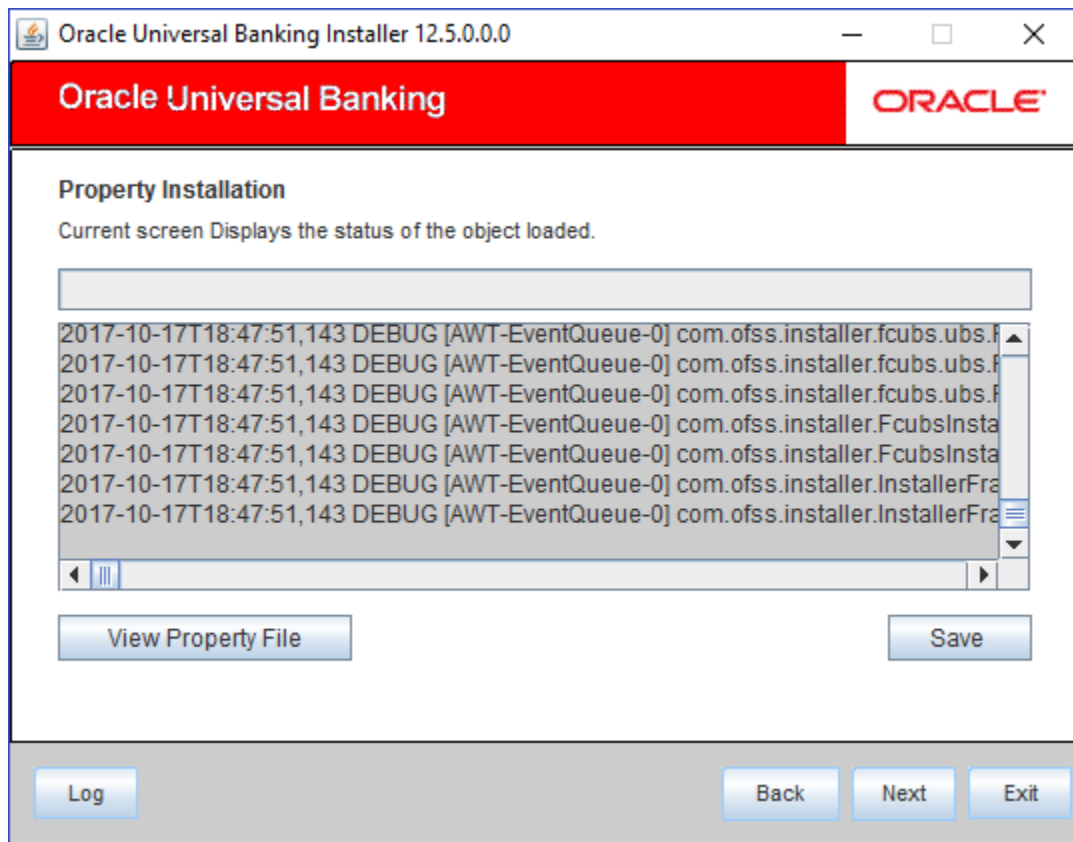 Oracle Universal Banking Installer 12.5.0.0.0
Oracle Universal Banking
ORACLE
Property Installation
Current screen Displays the status of the object loaded.
2017-10-17T18:47:51,143 DEBUG [AWT-EventQueue-0] com.ofss.installer.fcubs.ubs.
2017-10-17T18:47:51,143 DEBUG [AWT-EventQueue-0] com.ofss.installer.fcubs.ubs.
2017-10-17T18:47:51,143 DEBUG [AWT-EventQueue-0] com.ofss.installer.fcubs.ubs.
2017-10-17T18:47:51,143 DEBUG [AWT-EventQueue-0] com.ofss.installer.FcubsInsta
2017-10-17T18:47:51,143 DEBUG [AWT-EventQueue-0] com.ofss.installer.FcubsInsta
2017-10-17T18:47:51,143 DEBUG [AWT-EventQueue-0] com.ofss.installer.InstallerFra
2017-10-17T18:47:51,143 DEBUG [AWT-EventQueue-0] com.ofss.installer.InstallerFra
View Property File Save
Log Back Next Exit